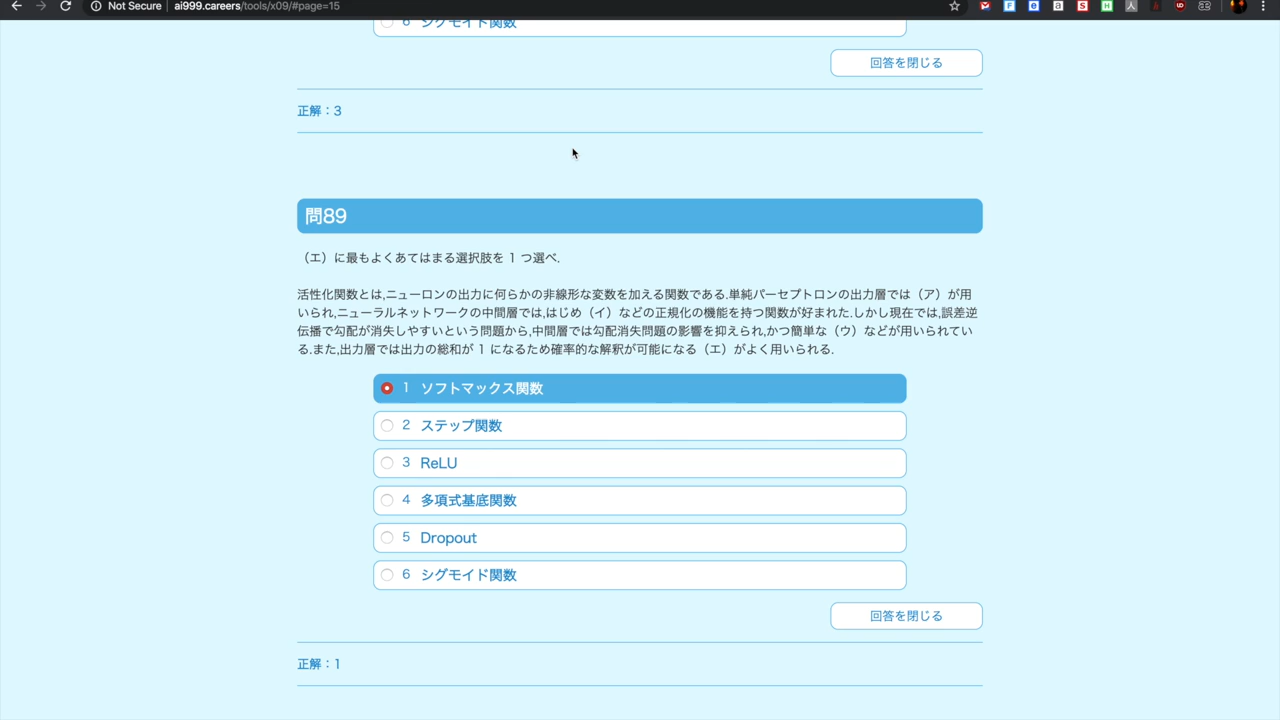 Not Secure ai999.careers/tools/x09/#page=15
6 シグモイド関数
回答を閉じる
正解：3
問89
（エ）に最もよくあてはまる選択肢を 1 つ選べ.
活性化関数とは,ニューロンの出力に何らかの非線形な変数を加える関数である.単純パーセプトロンの出力層では（ア）が用
いられ,ニューラルネットワークの中間層では,はじめ（イ）などの正規化の機能を持つ関数が好まれた.しかし現在では,誤差逆
伝播で勾配が消失しやすいという問題から,中間層では勾配消失問題の影響を抑えられ,かつ簡単な（ウ）などが用いられてい
る.また,出力層では出力の総和が 1 になるため確率的な解釈が可能になる（エ）がよく用いられる.
1 ソフトマックス関数
2 ステップ関数
3 ReLU
4 多項式基底関数
5 Dropout
6 シグモイド関数
回答を閉じる
正解：1